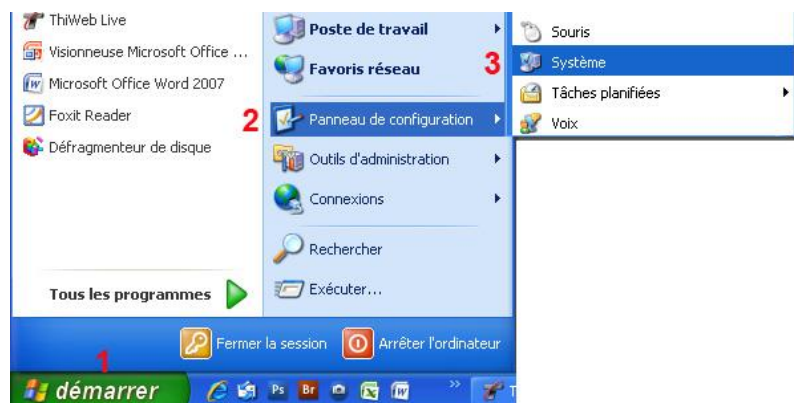 ThiWeb Live
Visionneuse Microsoft Office ...
Microsoft Office Word 2007
Foxit Reader
Défragmenteur de disque
Tous les programmes
Poste de travail
Favoris réseau
2 Panneau de configuration
Outils d'administration
Connexions
Rechercher
Exécuter...
Souris
3 Système
Tâches planifiées
Voix
Fermer la session
Arrêter l'ordinateur
1
démarrer
Ps
Br
T